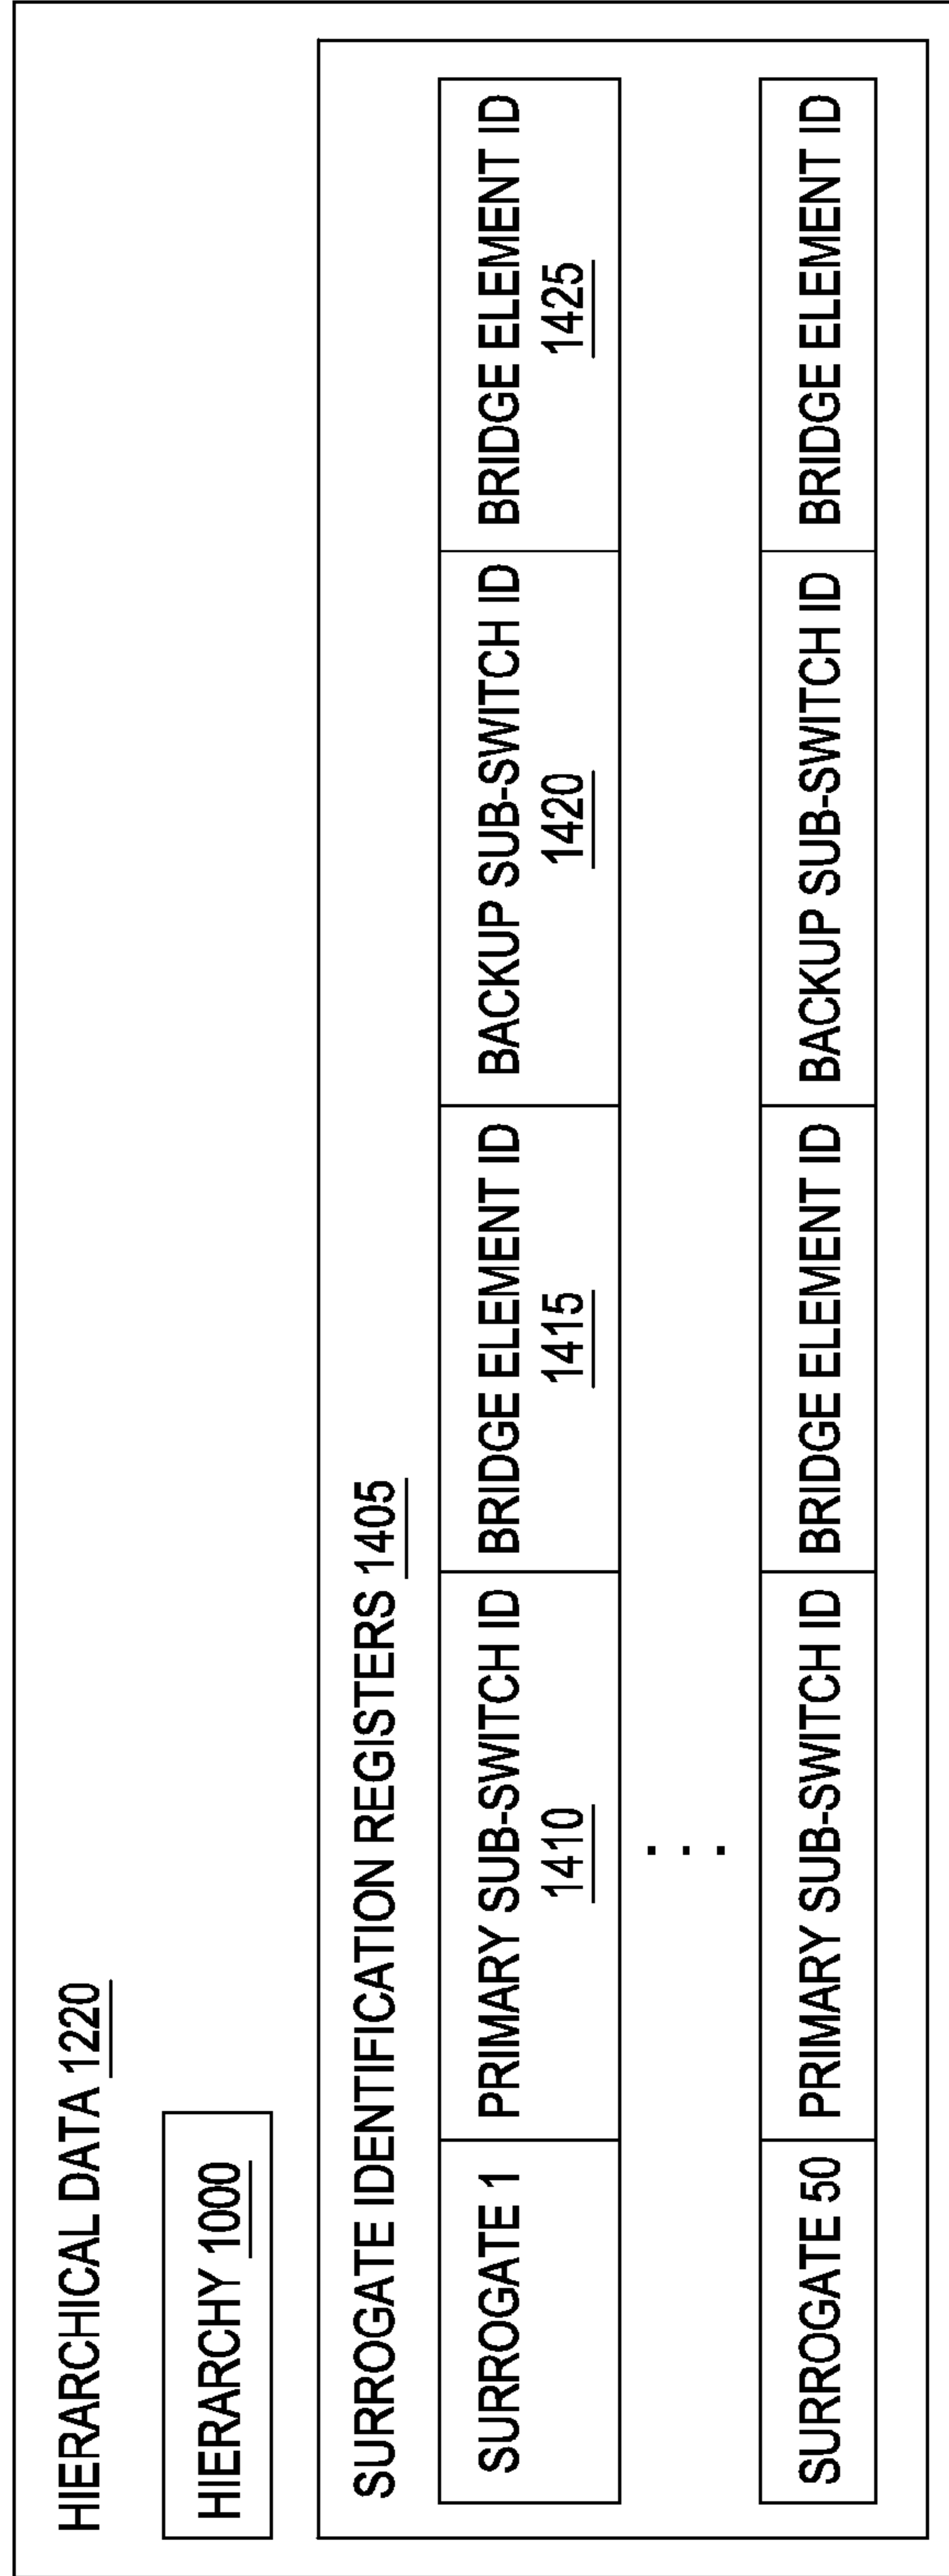 HIERARCHICAL DATA 1220
HIERARCHY 1000
SURROGATE IDENTIFICATION REGISTERS 1405
SURROGATE 1
PRIMARY SUB-SWITCH ID
1410
BRIDGE ELEMENT ID
1415
BACKUP SUB-SWITCH ID
1420
BRIDGE ELEMENT ID
1425
. . .
SURROGATE 50
PRIMARY SUB-SWITCH ID
BRIDGE ELEMENT ID
BACKUP SUB-SWITCH ID
BRIDGE ELEMENT ID